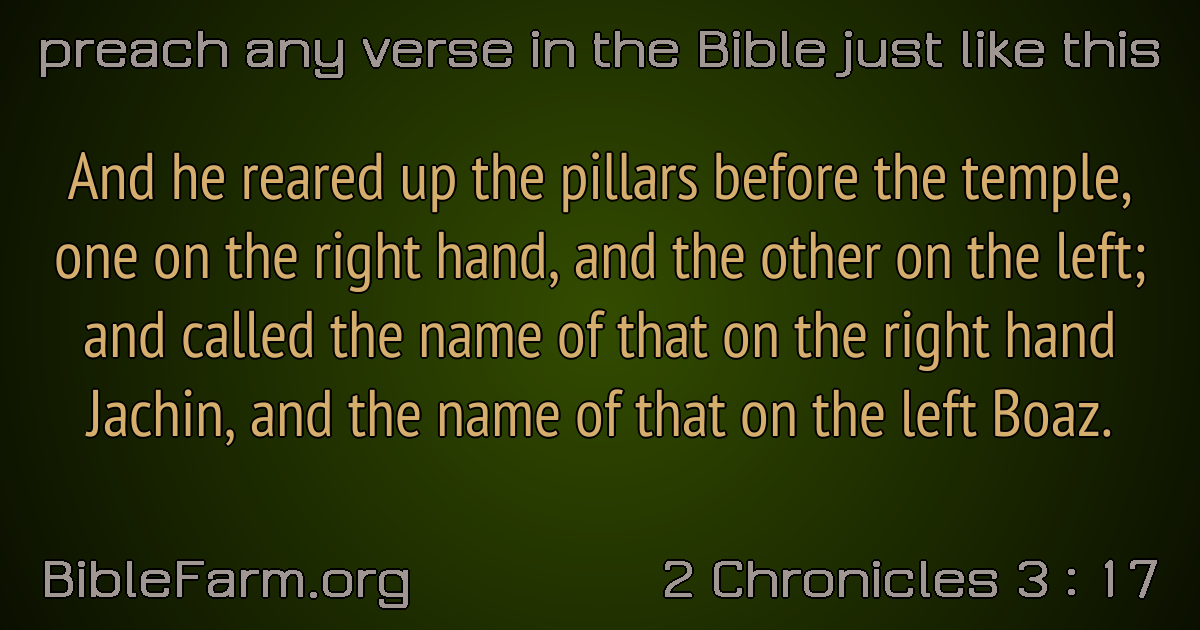 preach any verse in the Bible just like this
And he reared up the pillars before the temple,
one on the right hand, and the other on the left;
and called the name of that on the right hand
Jachin, and the name of that on the left Boaz.
BibleFarm.org
2 Chronicles 3 : 17